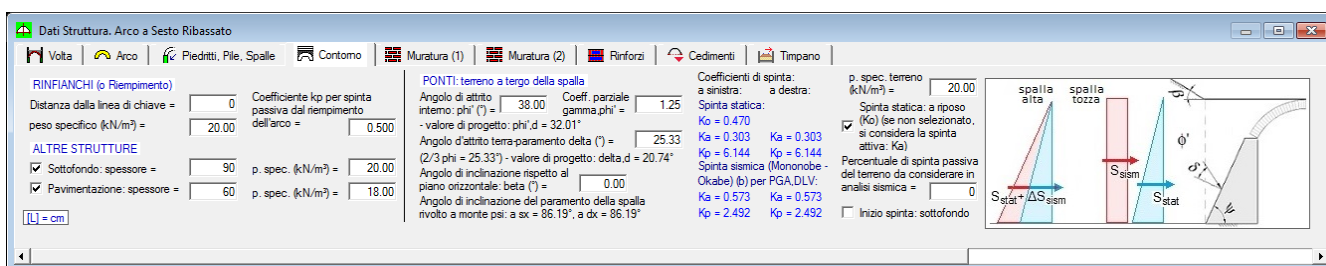 Dati Struttura. Arco a Sesto Ribassato
Volta
Arco
Piedritti, Pile, Spalle
Contorno
Muratura (1)
Muratura (2)
Rinforzi
Cedimenti
Timpano
RINFIANCHI (o Riempimento)
Distanza dalla linea di chiave = 0
peso specifico (kN/m³) = 20.00
Coefficiente kp per spinta
passiva dal riempimento
dell'arco = 0.500
ALTRE STRUTTURE
Sottofondo: spessore = 90 p. spec. (kN/m³) = 20.00
Pavimentazione: spessore = 60 p. spec. (kN/m³) = 18.00
[L] = cm
PONTI: terreno a tergo della spalla
Angolo di attrito
interno: phi' (°) = 38.00
Coeff. parziale
gamma,phi' = 1.25
- valore di progetto: phi',d = 32.01°
Angolo d'attrito terra-paramento delta (°) = 25.33
(2/3 phi = 25.33°) - valore di progetto: delta,d = 20.74°
Angolo di inclinazione rispetto al
piano orizzontale: beta (°) = 0.00
Angolo di inclinazione del paramento della spalla
rivolto a monte psi: a sx = 86.19°, a dx = 86.19°
Coefficienti di spinta:
a sinistra: a destra:
Spinta statica:
Ko = 0.470
Ka = 0.303 Ka = 0.303
Kp = 6.144 Kp = 6.144
Spinta sismica (Mononobe -
Okabe) (b) per PGA,DLV:
Ka = 0.573 Ka = 0.573
Kp = 2.492 Kp = 2.492
p. spec. terreno
(kN/m³) = 20.00
Spinta statica: a riposo
(Ko) (se non selezionato,
si considera la spinta
attiva: Ka)
Percentuale di spinta passiva
del terreno da considerare in
analisi sismica = 0
Inizio spinta: sottofondo
spalla
alta
spalla
tozza
Sstat+ ΔSsism
Ssism
Sstat
β
ϕ'
δ
ψ